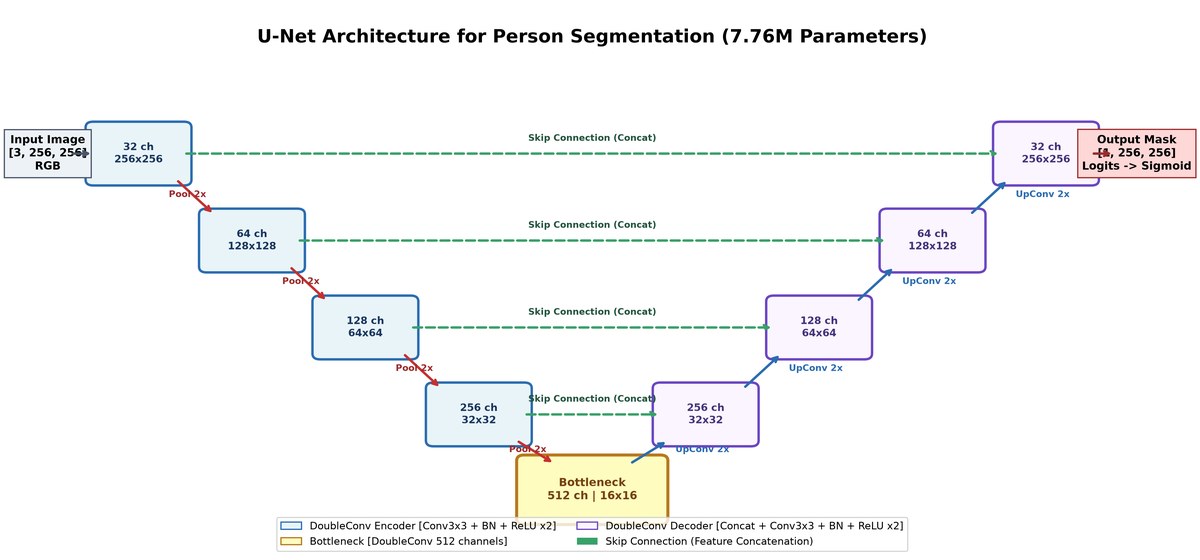 U-Net Architecture for Person Segmentation (7.76M Parameters)
Input Image
[3, 256, 256]
RGB
32 ch
256x256
Skip Connection (Concat)
32 ch
256x256
Output Mask
[1, 256, 256]
Logits -> Sigmoid
Pool 2x
UpConv 2x
64 ch
128x128
Skip Connection (Concat)
64 ch
128x128
Pool 2x
UpConv 2x
128 ch
64x64
Skip Connection (Concat)
128 ch
64x64
Pool 2x
UpConv 2x
256 ch
32x32
Skip Connection (Concat)
256 ch
32x32
Pool 2x
UpConv 2x
Bottleneck
512 ch | 16x16
DoubleConv Encoder [Conv3x3 + BN + ReLU x2]
Bottleneck [DoubleConv 512 channels]
DoubleConv Decoder [Concat + Conv3x3 + BN + ReLU x2]
Skip Connection (Feature Concatenation)